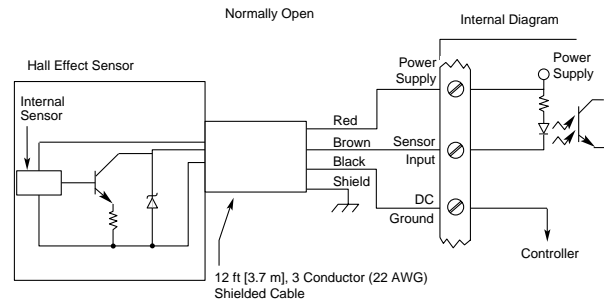 Normally Open
Internal Diagram
Hall Effect Sensor
Internal
Sensor
Power
Supply
Power
Supply
Red
Brown
Sensor
Input
Black
Shield
DC
Ground
Controller
12 ft [3.7 m], 3 Conductor (22 AWG)
Shielded Cable